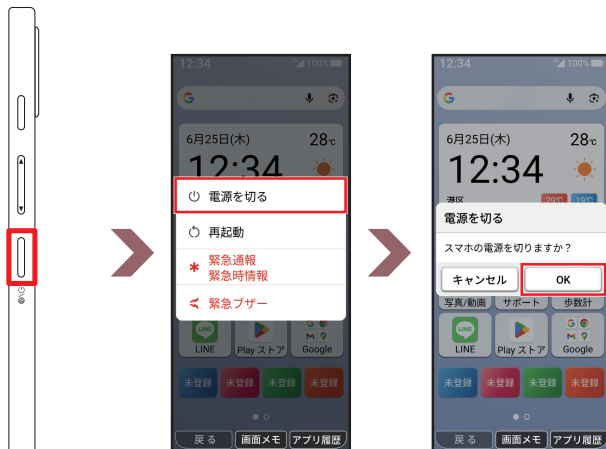 12:34
100%
6月25日(木)
28℃
12:34
電源を切る
再起動
緊急通報
緊急時情報
緊急ブザー
LINE
LINE
Play ストア
Google
未登録
未登録
未登録
未登録
戻る
画面メモ
アプリ履歴
12:34
100%
6月25日(木)
28℃
12:34
港区
29℃
19℃
電源を切る
スマホの電源を切りますか？
キャンセル
OK
写真/動画
サポート
歩数計
LINE
LINE
Play ストア
Google
未登録
未登録
未登録
未登録
戻る
画面メモ
アプリ履歴